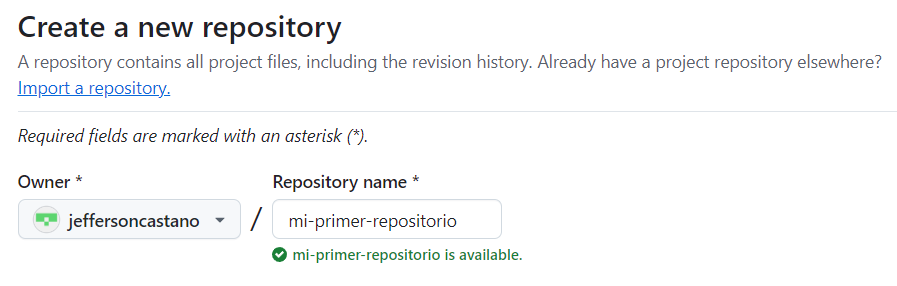 Create a new repository
A repository contains all project files, including the revision history. Already have a project repository elsewhere?
Import a repository.
Required fields are marked with an asterisk (*).
Owner * Repository name *
jeffersoncastano / mi-primer-repositorio
mi-primer-repositorio is available.